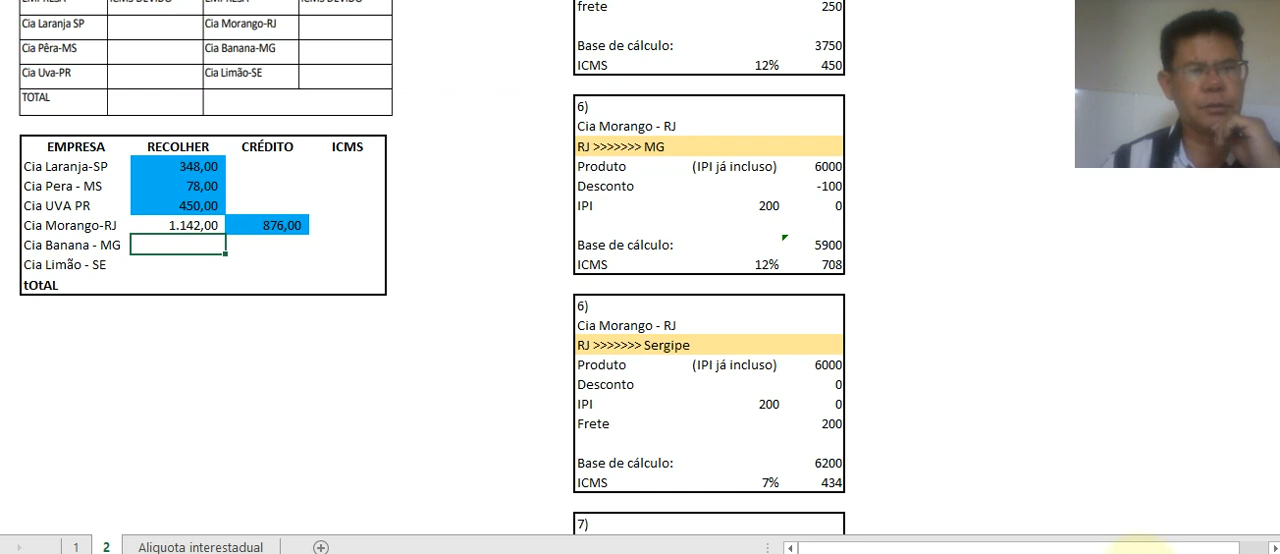 EMPRESA ICMS DEVIDO EMPRESA ICMS DEVIDO
Cia Laranja SP Cia Morango-RJ
Cia Pêra-MS Cia Banana-MG
Cia Uva-PR Cia Limão-SE
TOTAL
EMPRESA RECOLHER CRÉDITO ICMS
Cia Laranja-SP 348,00
Cia Pera - MS 78,00
Cia UVA PR 450,00
Cia Morango-RJ 1.142,00 876,00
Cia Banana - MG
Cia Limão - SE
tOtAL
frete 250
Base de cálculo: 3750
ICMS 12% 450
6)
Cia Morango - RJ
RJ >>>>>>> MG
Produto (IPI já incluso) 6000
Desconto -100
IPI 200 0
Base de cálculo: 5900
ICMS 12% 708
6)
Cia Morango - RJ
RJ >>>>>>> Sergipe
Produto (IPI já incluso) 6000
Desconto 0
IPI 200 0
Frete 200
Base de cálculo: 6200
ICMS 7% 434
7)
1 2 Aliquota interestadual